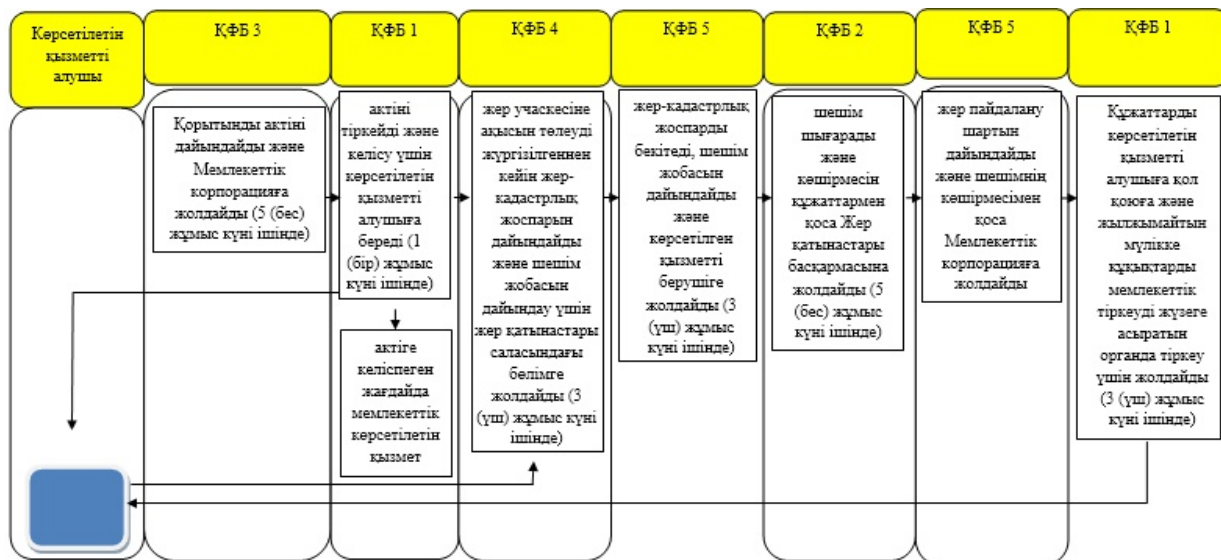 Көрсетілетін
қызметті
алушы
ҚФБ 3
ҚФБ 1
ҚФБ 4
ҚФБ 5
ҚФБ 2
ҚФБ 5
ҚФБ 1
Қорытынды актіні
дайындайды және
Мемлекеттік
корпорацияға
жолдайды (5 (бес)
жұмыс күні ішінде)
актіні
тіркейді және
келісу үшін
көрсетілетін
қызметті
алушыға
береді (1
(бір) жұмыс
күні ішінде)
актіге
келіспеген
жағдайда
мемлекеттік
көрсетілетін
қызмет
жер учаскесіне
ақысын төлеуді
жүргізілгеннен
кейін жер-
кадастрлық
жоспарын
дайындайды
және шешім
жобасын
дайындау үшін
жер қатынастары
саласындағы
бөлімге
жолдайды (3
(үш) жұмыс күні
ішінде)
жер-кадастрлық
жоспарды
бекітеді, шешім
жобасын
дайындайды
және
көрсетілген
қызметті
берушіге
жолдайды (3
(үш) жұмыс
күні ішінде)
шешім
шығарады
және
көшірмесін
құжаттармен
қоса Жер
қатынастары
басқармасына
жолдайды (5
(бес) жұмыс
күні ішінде)
жер пайдалану
шартын
дайындайды
және шешімнің
көшірмесімен
қоса
Мемлекеттік
корпорацияға
жолдайды
Құжаттарды
көрсетілетін
қызметті
алушыға қол
қоюға және
жылжымайтын
мүлікке
құқықтарды
мемлекеттік
тіркеуді жүзеге
асыратын
органда тіркеу
үшін жолдайды
(3 (үш) жұмыс
күні ішінде)